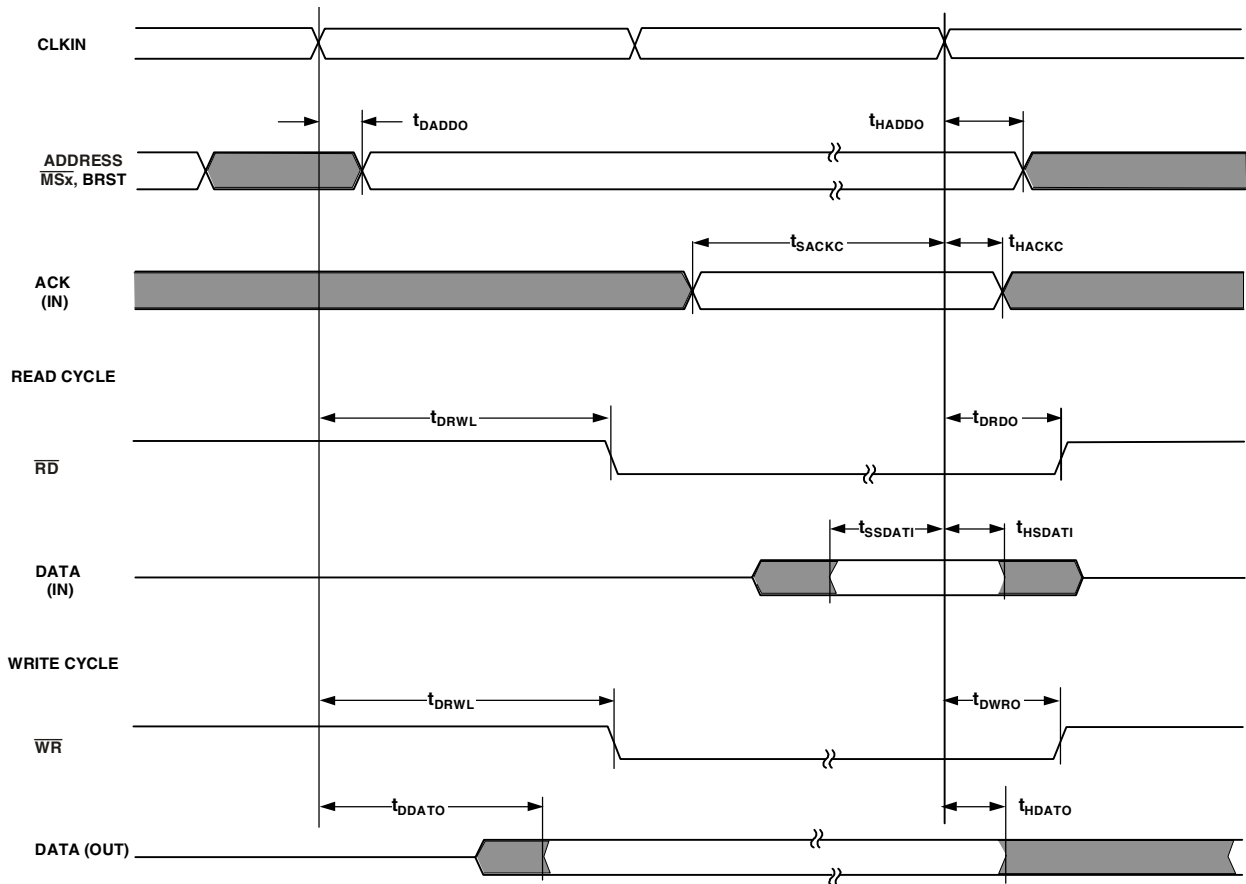 CLKIN
tDADDO
tHADDO
ADDRESS
MSx, BRST
tSACKC
tHACKC
ACK
(IN)
READ CYCLE
tDRWL
tDRDO
RD
tSSDATI
tHSDATI
DATA
(IN)
WRITE CYCLE
tDRWL
tDWRO
WR
tDDATO
tHDATO
DATA (OUT)